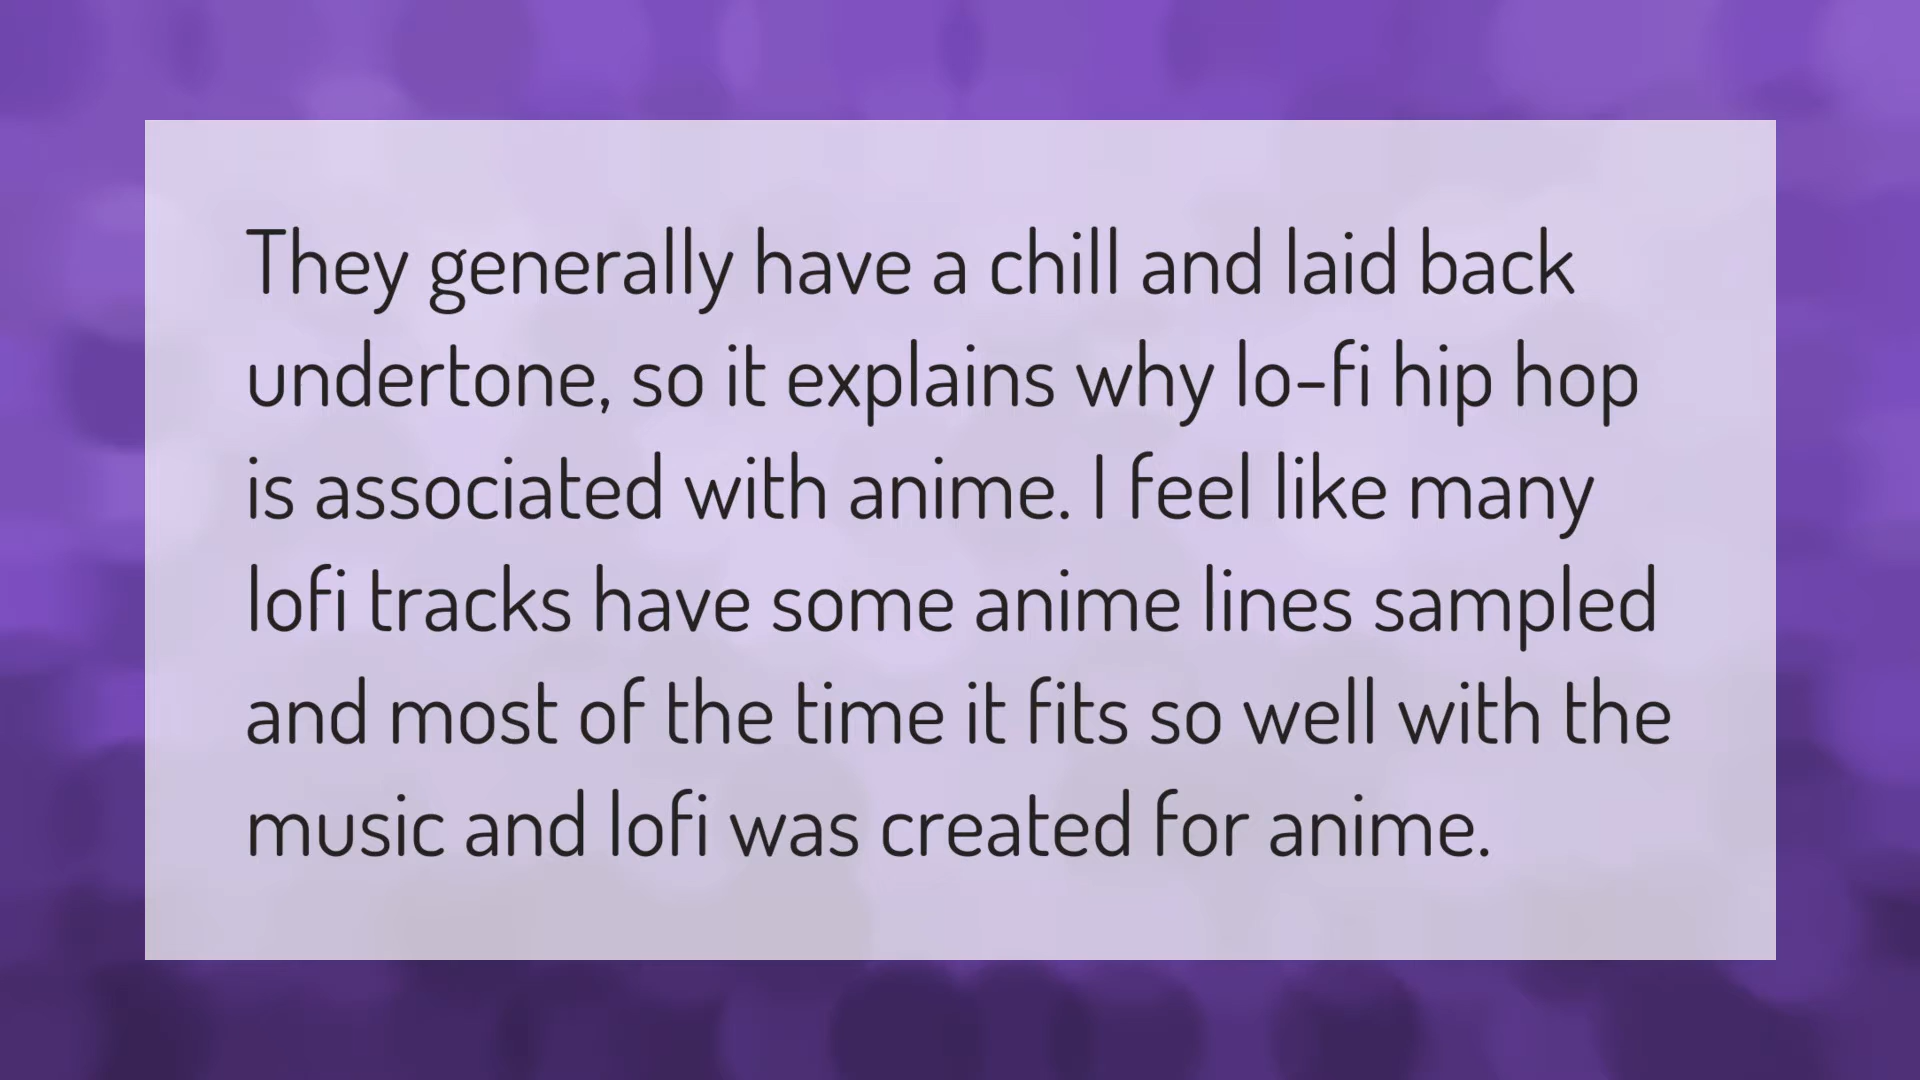 They generally have a chill and laid back
undertone, so it explains why lo-fi hip hop
is associated with anime. I feel like many
lofi tracks have some anime lines sampled
and most of the time it fits so well with the
music and lofi was created for anime.